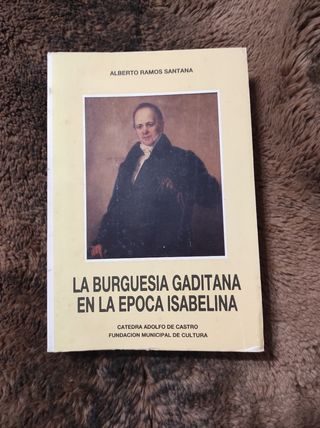 ALBERTO RAMOS SANTANA
LA BURGUESIA GADITANA
EN LA EPOCA ISABELINA
CATEDRA ADOLFO DE CASTRO
FUNDACION MUNICIPAL DE CULTURA